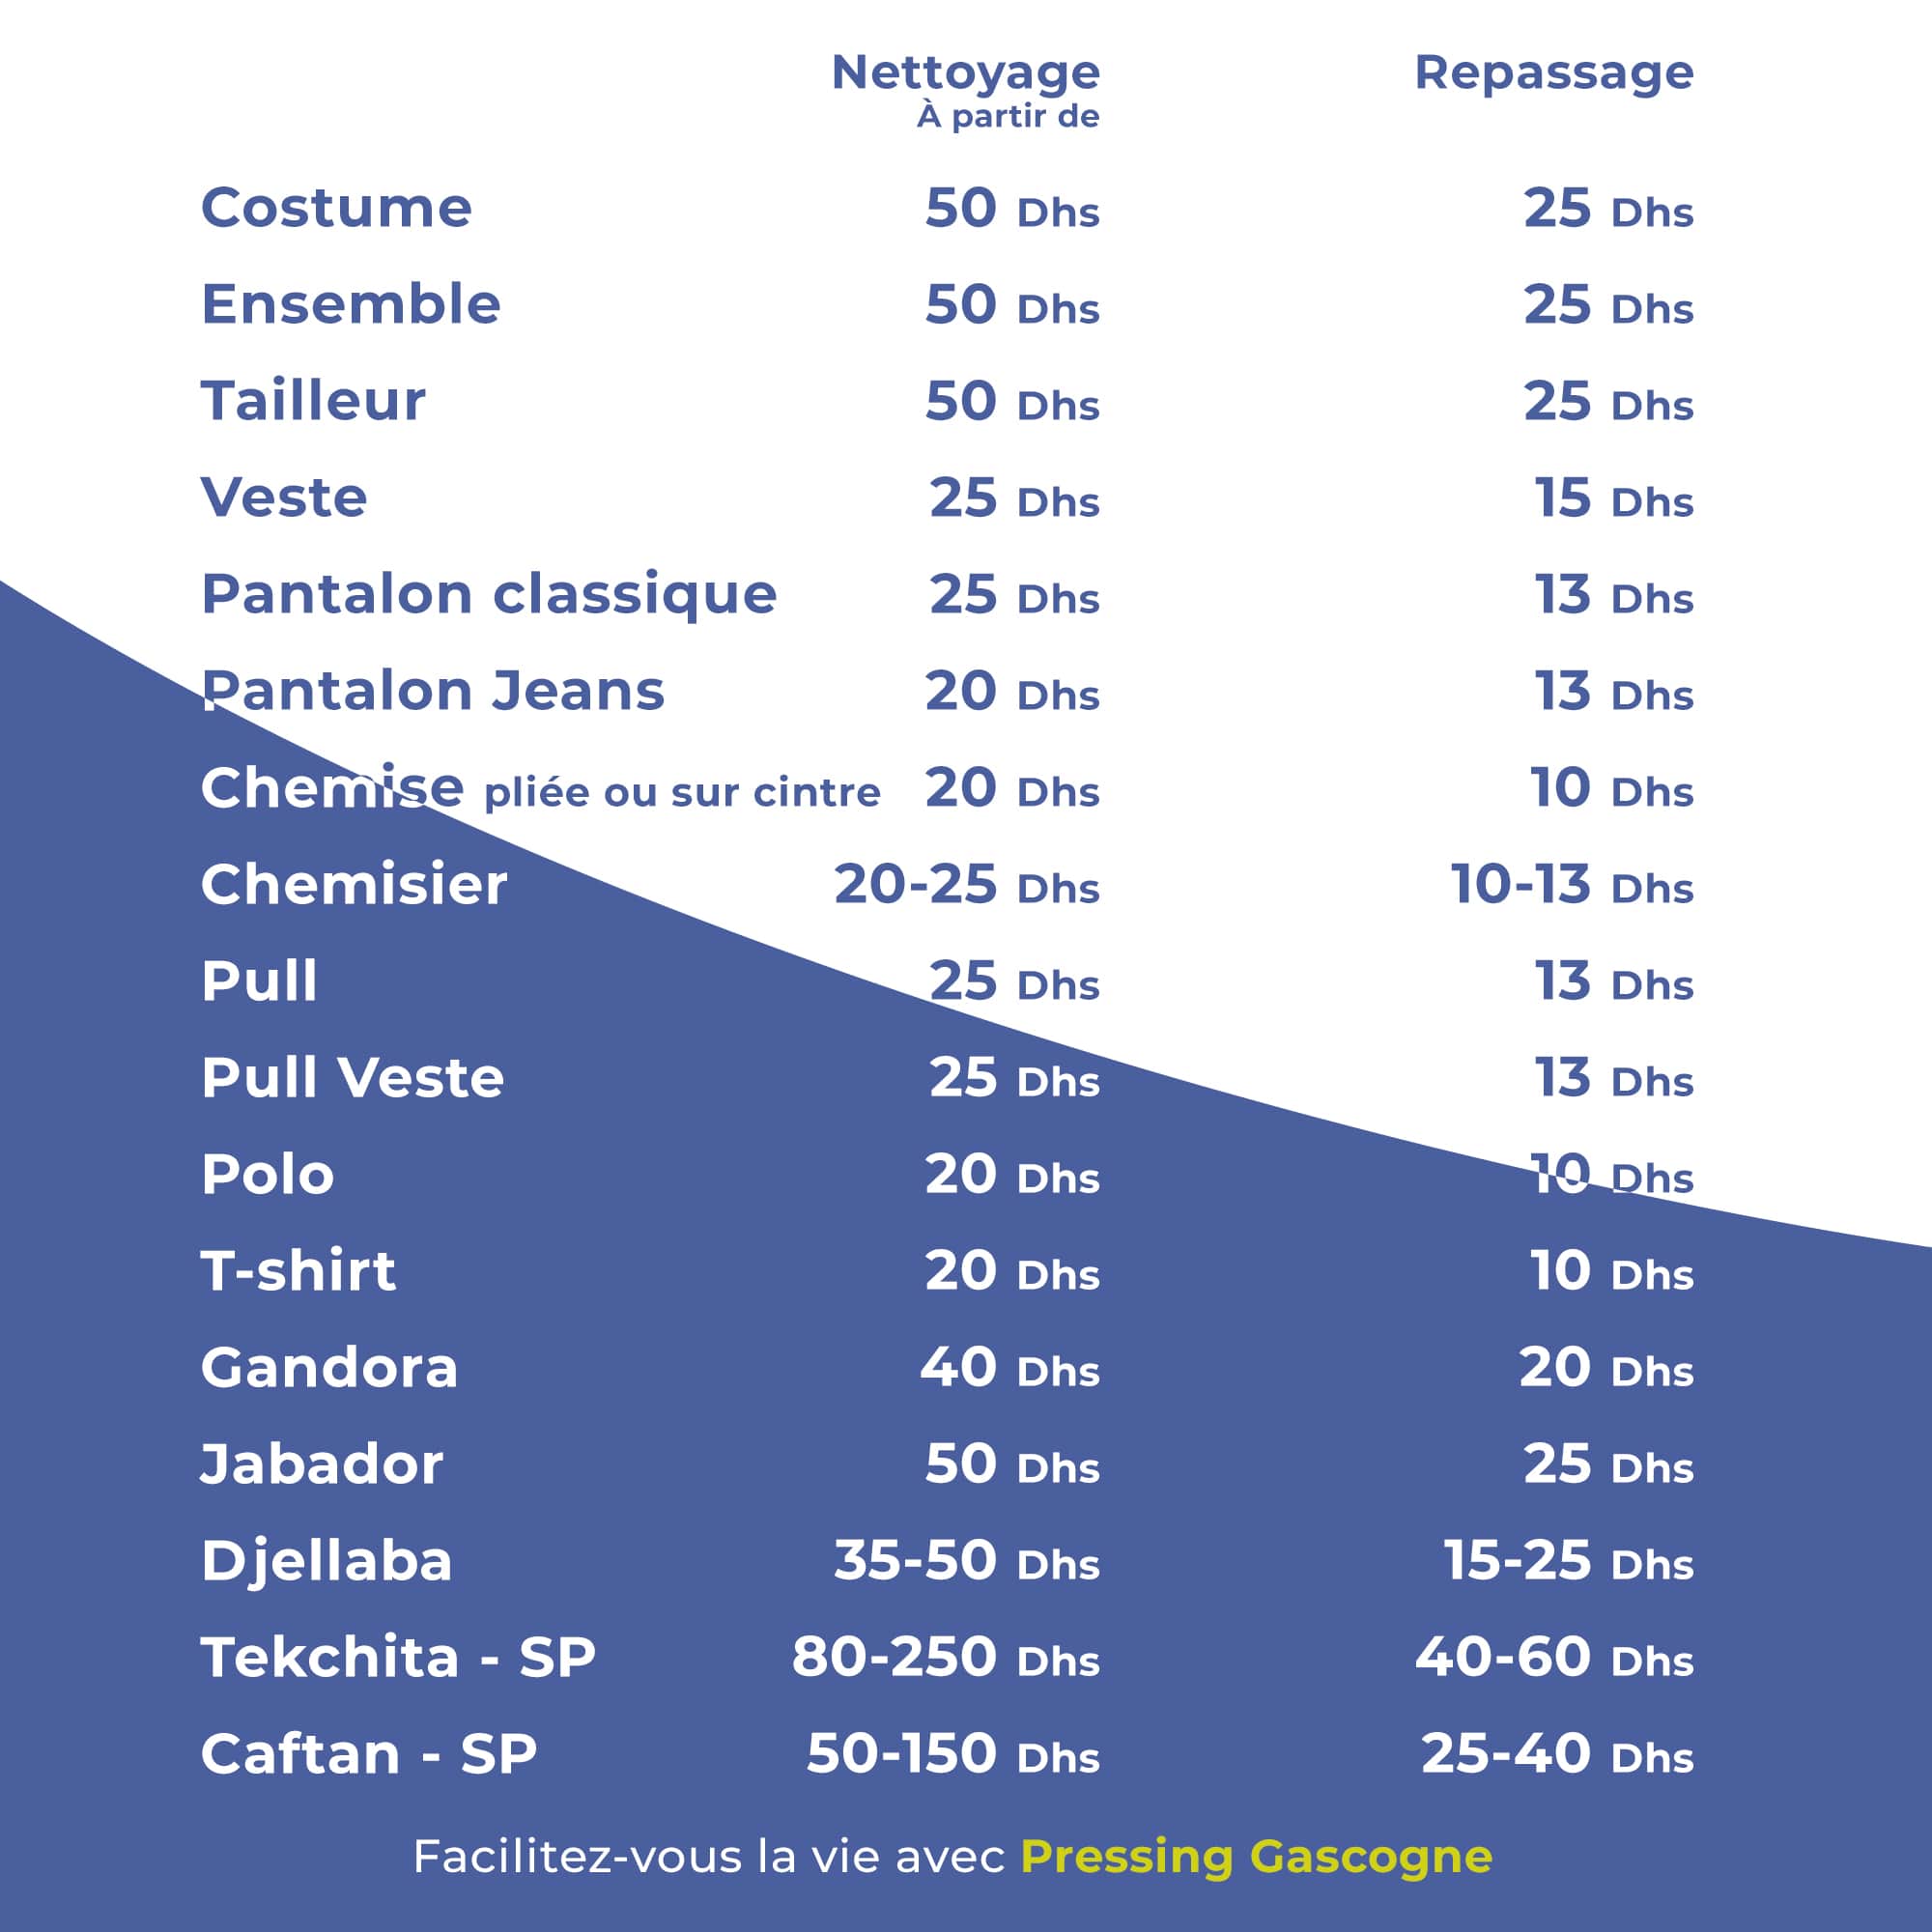 Nettoyage Repassage
À partir de
Costume 50 Dhs 25 Dhs
Ensemble 50 Dhs 25 Dhs
Tailleur 50 Dhs 25 Dhs
Veste 25 Dhs 15 Dhs
Pantalon classique 25 Dhs 13 Dhs
Pantalon Jeans 20 Dhs 13 Dhs
Chemise pliée ou sur cintre 20 Dhs 10 Dhs
Chemisier 20-25 Dhs 10-13 Dhs
Pull 25 Dhs 13 Dhs
Pull Veste 25 Dhs 13 Dhs
Polo 20 Dhs 10 Dhs
T-shirt 20 Dhs 10 Dhs
Gandora 40 Dhs 20 Dhs
Jabador 50 Dhs 25 Dhs
Djellaba 35-50 Dhs 15-25 Dhs
Tekchita - SP 80-250 Dhs 40-60 Dhs
Caftan - SP 50-150 Dhs 25-40 Dhs
Facilitez-vous la vie avec Pressing Gascogne